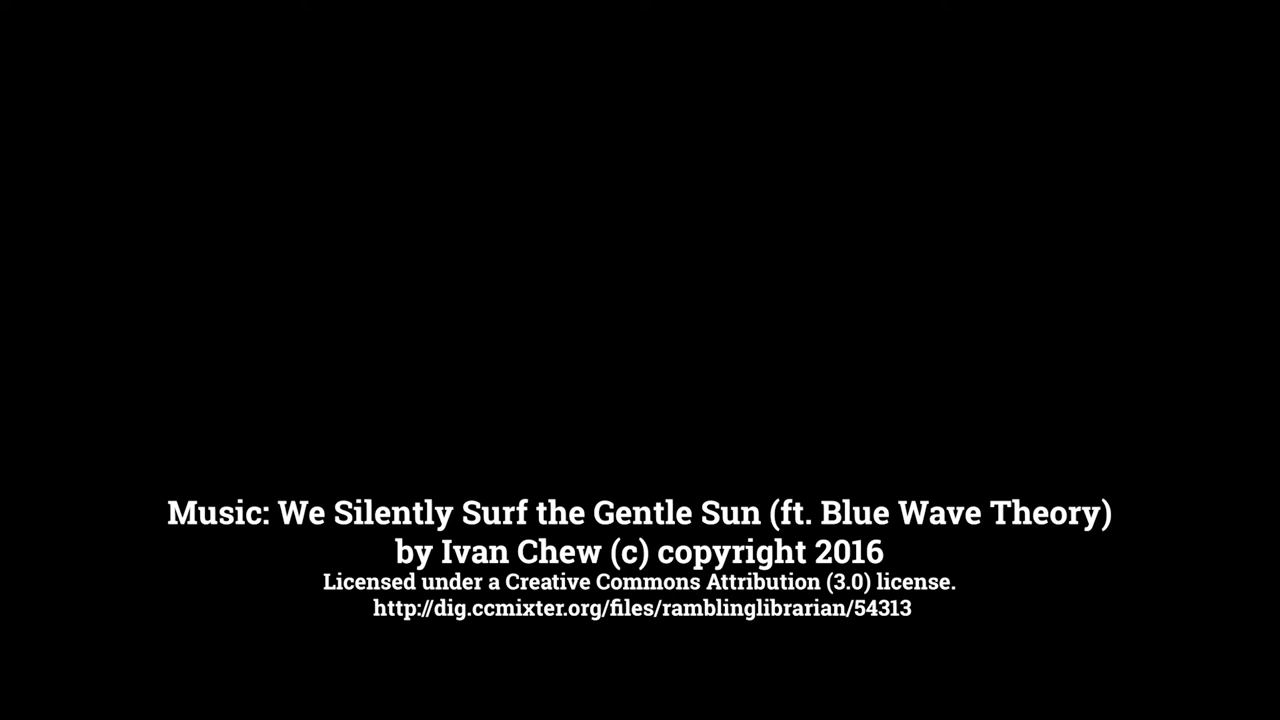 Music: We Silently Surf the Gentle Sun (ft. Blue Wave Theory)
by Ivan Chew (c) copyright 2016
Licensed under a Creative Commons Attribution (3.0) license.
http://dig.ccmixter.org/files/ramblinglibrarian/54313